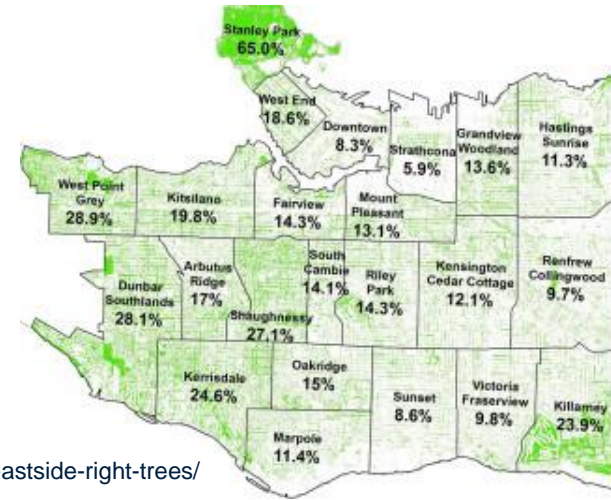 Stanley Park
65.0%
West End
18.6%
Downtown
8.3%
Strathcona
5.9%
Grandview
Woodland
13.6%
Hastings
Sunrise
11.3%
West Point
Grey
28.9%
Kitsilano
19.8%
Fairview
14.3%
Mount
Pleasant
13.1%
Dunbar
Southlands
28.1%
Arbutus
Ridge
17%
Shaughnessy
27.1%
South
Cambie
14.1%
Riley
Park
14.3%
Kensington
Cedar Cottage
12.1%
Renfrew
Collingwood
9.7%
Kerrisdale
24.6%
Oakridge
15%
Marpole
11.4%
Sunset
8.6%
Victoria
Fraserview
9.8%
Killarney
23.9%
astside-right-trees/